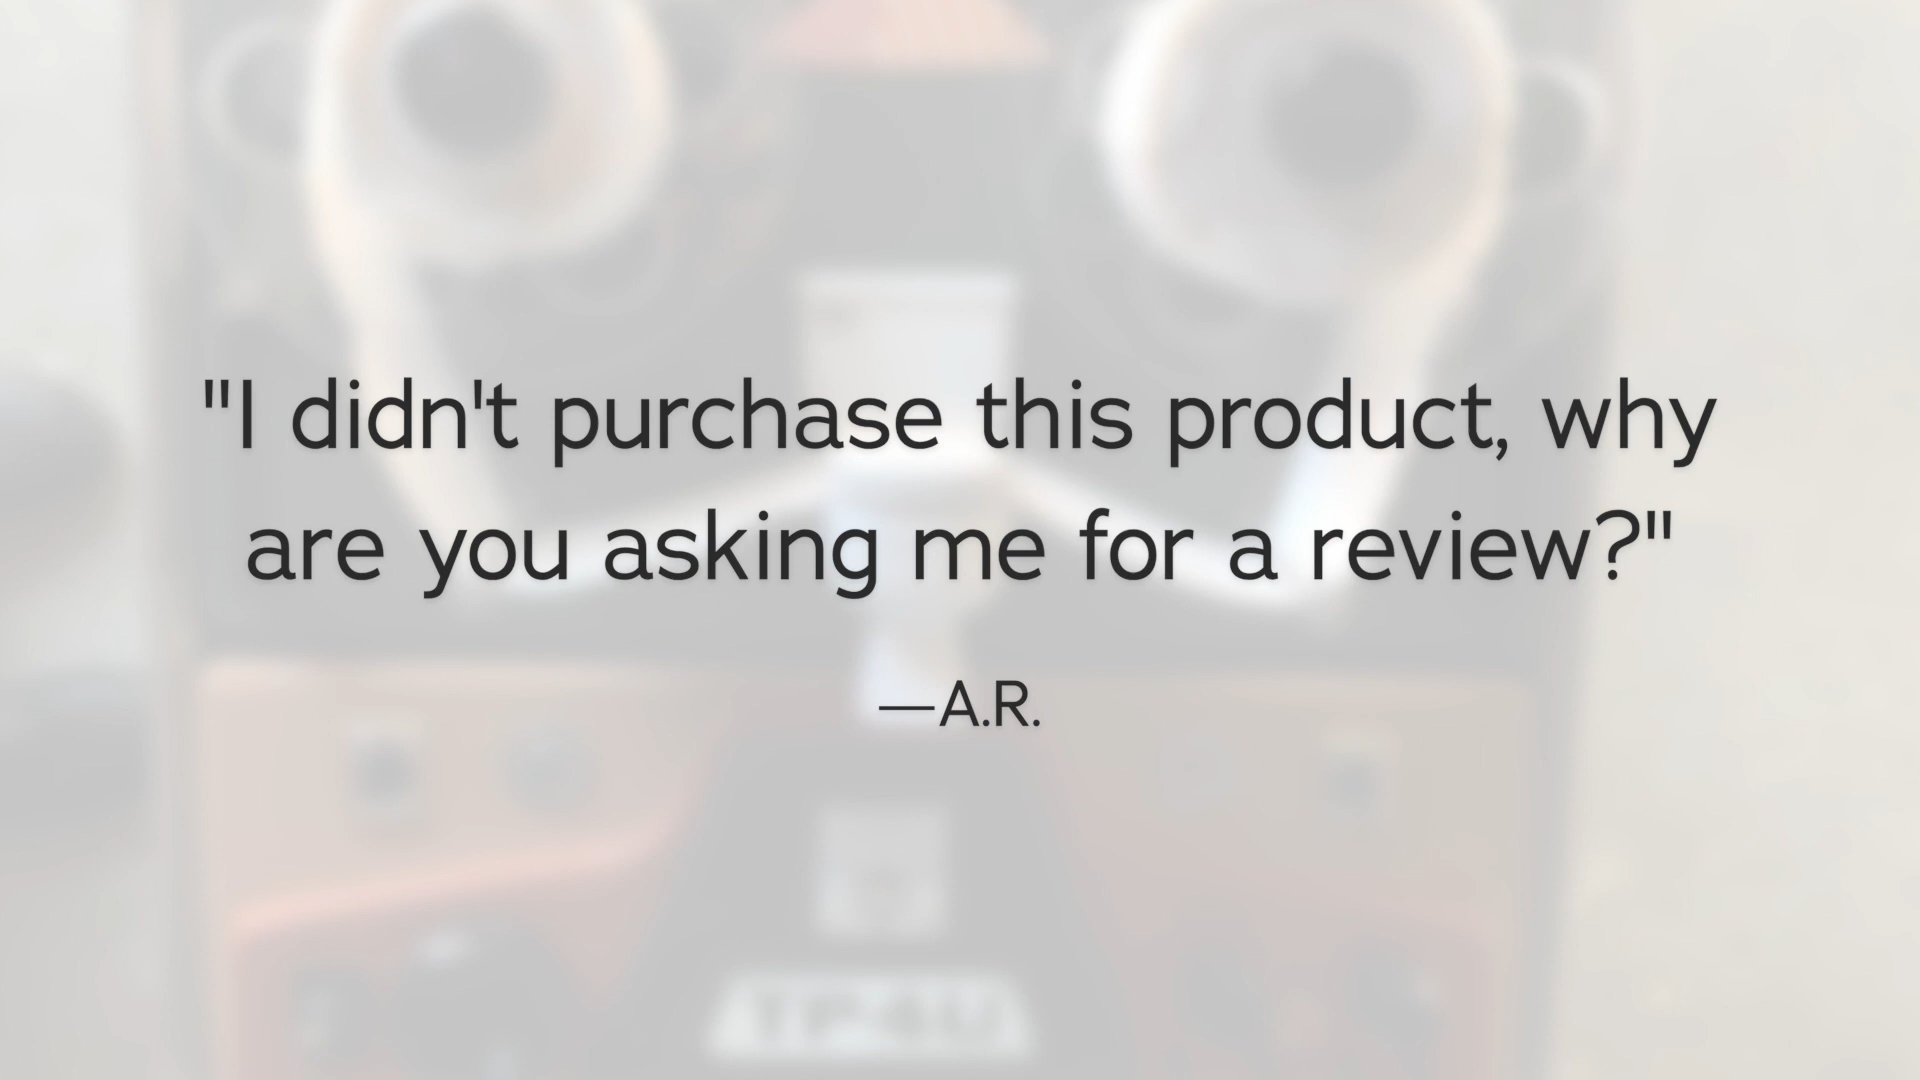 "I didn't purchase this product, why
are you asking me for a review?"
—A.R.